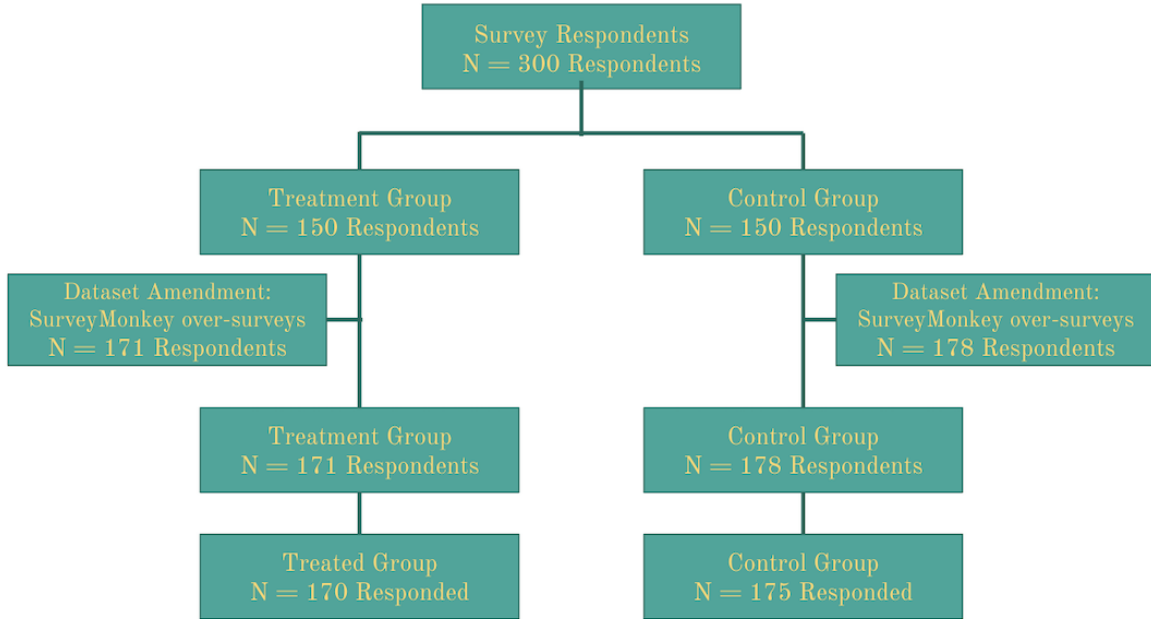 Survey Respondents
N = 300 Respondents
Treatment Group
N = 150 Respondents
Control Group
N = 150 Respondents
Dataset Amendment:
SurveyMonkey over-surveys
N = 171 Respondents
Dataset Amendment:
SurveyMonkey over-surveys
N = 178 Respondents
Treatment Group
N = 171 Respondents
Control Group
N = 178 Respondents
Treated Group
N = 170 Responded
Control Group
N = 175 Responded